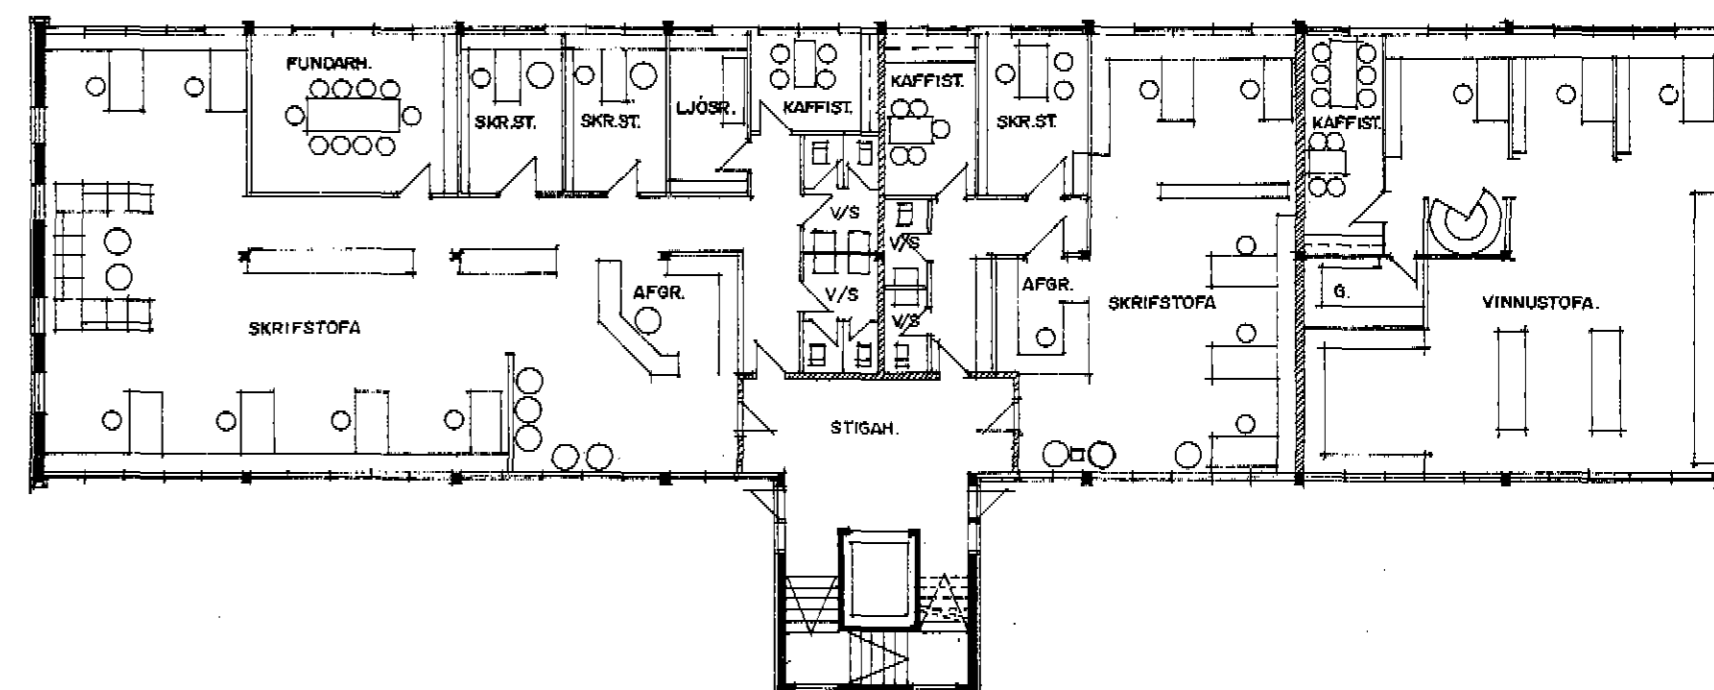 FUNDARH.
SKR.ST.
SKR.ST.
LJÓSR.
KAFFIST.
KAFFIST.
SKR.ST.
KAFFIST.
V/S
V/S
V/S
V/S
AFGR.
AFGR.
SKRIFSTOFA
SKRIFSTOFA
G.
VINNUSTOFA.
STIGAH.